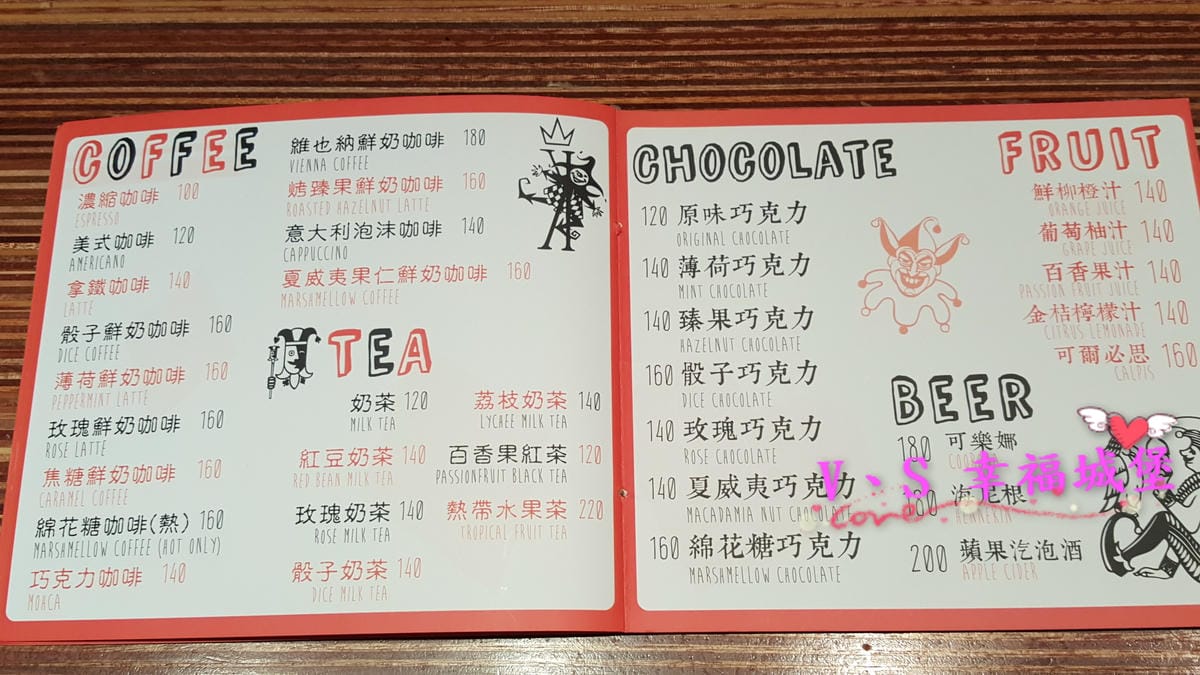 COFFEE
濃縮咖啡 100
ESPRESSO
美式咖啡 120
AMERICANO
拿鐵咖啡 140
LATTE
骰子鮮奶咖啡 160
DICE COFFEE
薄荷鮮奶咖啡 160
PEPPERMINT LATTE
玫瑰鮮奶咖啡 160
ROSE LATTE
焦糖鮮奶咖啡 160
CARAMEL COFFEE
綿花糖咖啡(熱) 160
MARSHMELLOW COFFEE (HOT ONLY)
巧克力咖啡 140
MOHCA
維也納鮮奶咖啡 180
VIENNA COFFEE
烤臻果鮮奶咖啡 160
ROASTED HAZELNUT LATTE
意大利泡沫咖啡 140
CAPPUCCINO
夏威夷果仁鮮奶咖啡 160
MARSHMELLOW COFFEE
TEA
奶茶 120
MILK TEA
紅豆奶茶 140
RED BEAN MILK TEA
玫瑰奶茶 140
ROSE MILK TEA
骰子奶茶 140
DICE MILK TEA
荔枝奶茶 140
LYCHEE MILK TEA
百香果紅茶 120
PASSIONFRUIT BLACK TEA
熱帶水果茶 220
TROPICAL FRUIT TEA
CHOCOLATE
120 原味巧克力
ORIGINAL CHOCOLATE
140 薄荷巧克力
MINT CHOCOLATE
140 臻果巧克力
HAZELNUT CHOCOLATE
160 骰子巧克力
DICE CHOCOLATE
140 玫瑰巧克力
ROSE CHOCOLATE
140 夏威夷巧克力
MACADAMIA NUT CHOCOLATE
160 綿花糖巧克力
MARSHMELLOW CHOCOLATE
FRUIT
鮮柳橙汁 140
ORANGE JUICE
葡萄柚汁 140
GRAPE JUICE
百香果汁 140
PASSION FRUIT JUICE
金桔檸檬汁 140
CITRUS LEMONADE
可爾必思 160
CALPIS
BEER
180 可樂娜
海尼根
200 蘋果汽泡酒
APPLE CIDER
V、S 幸福城堡